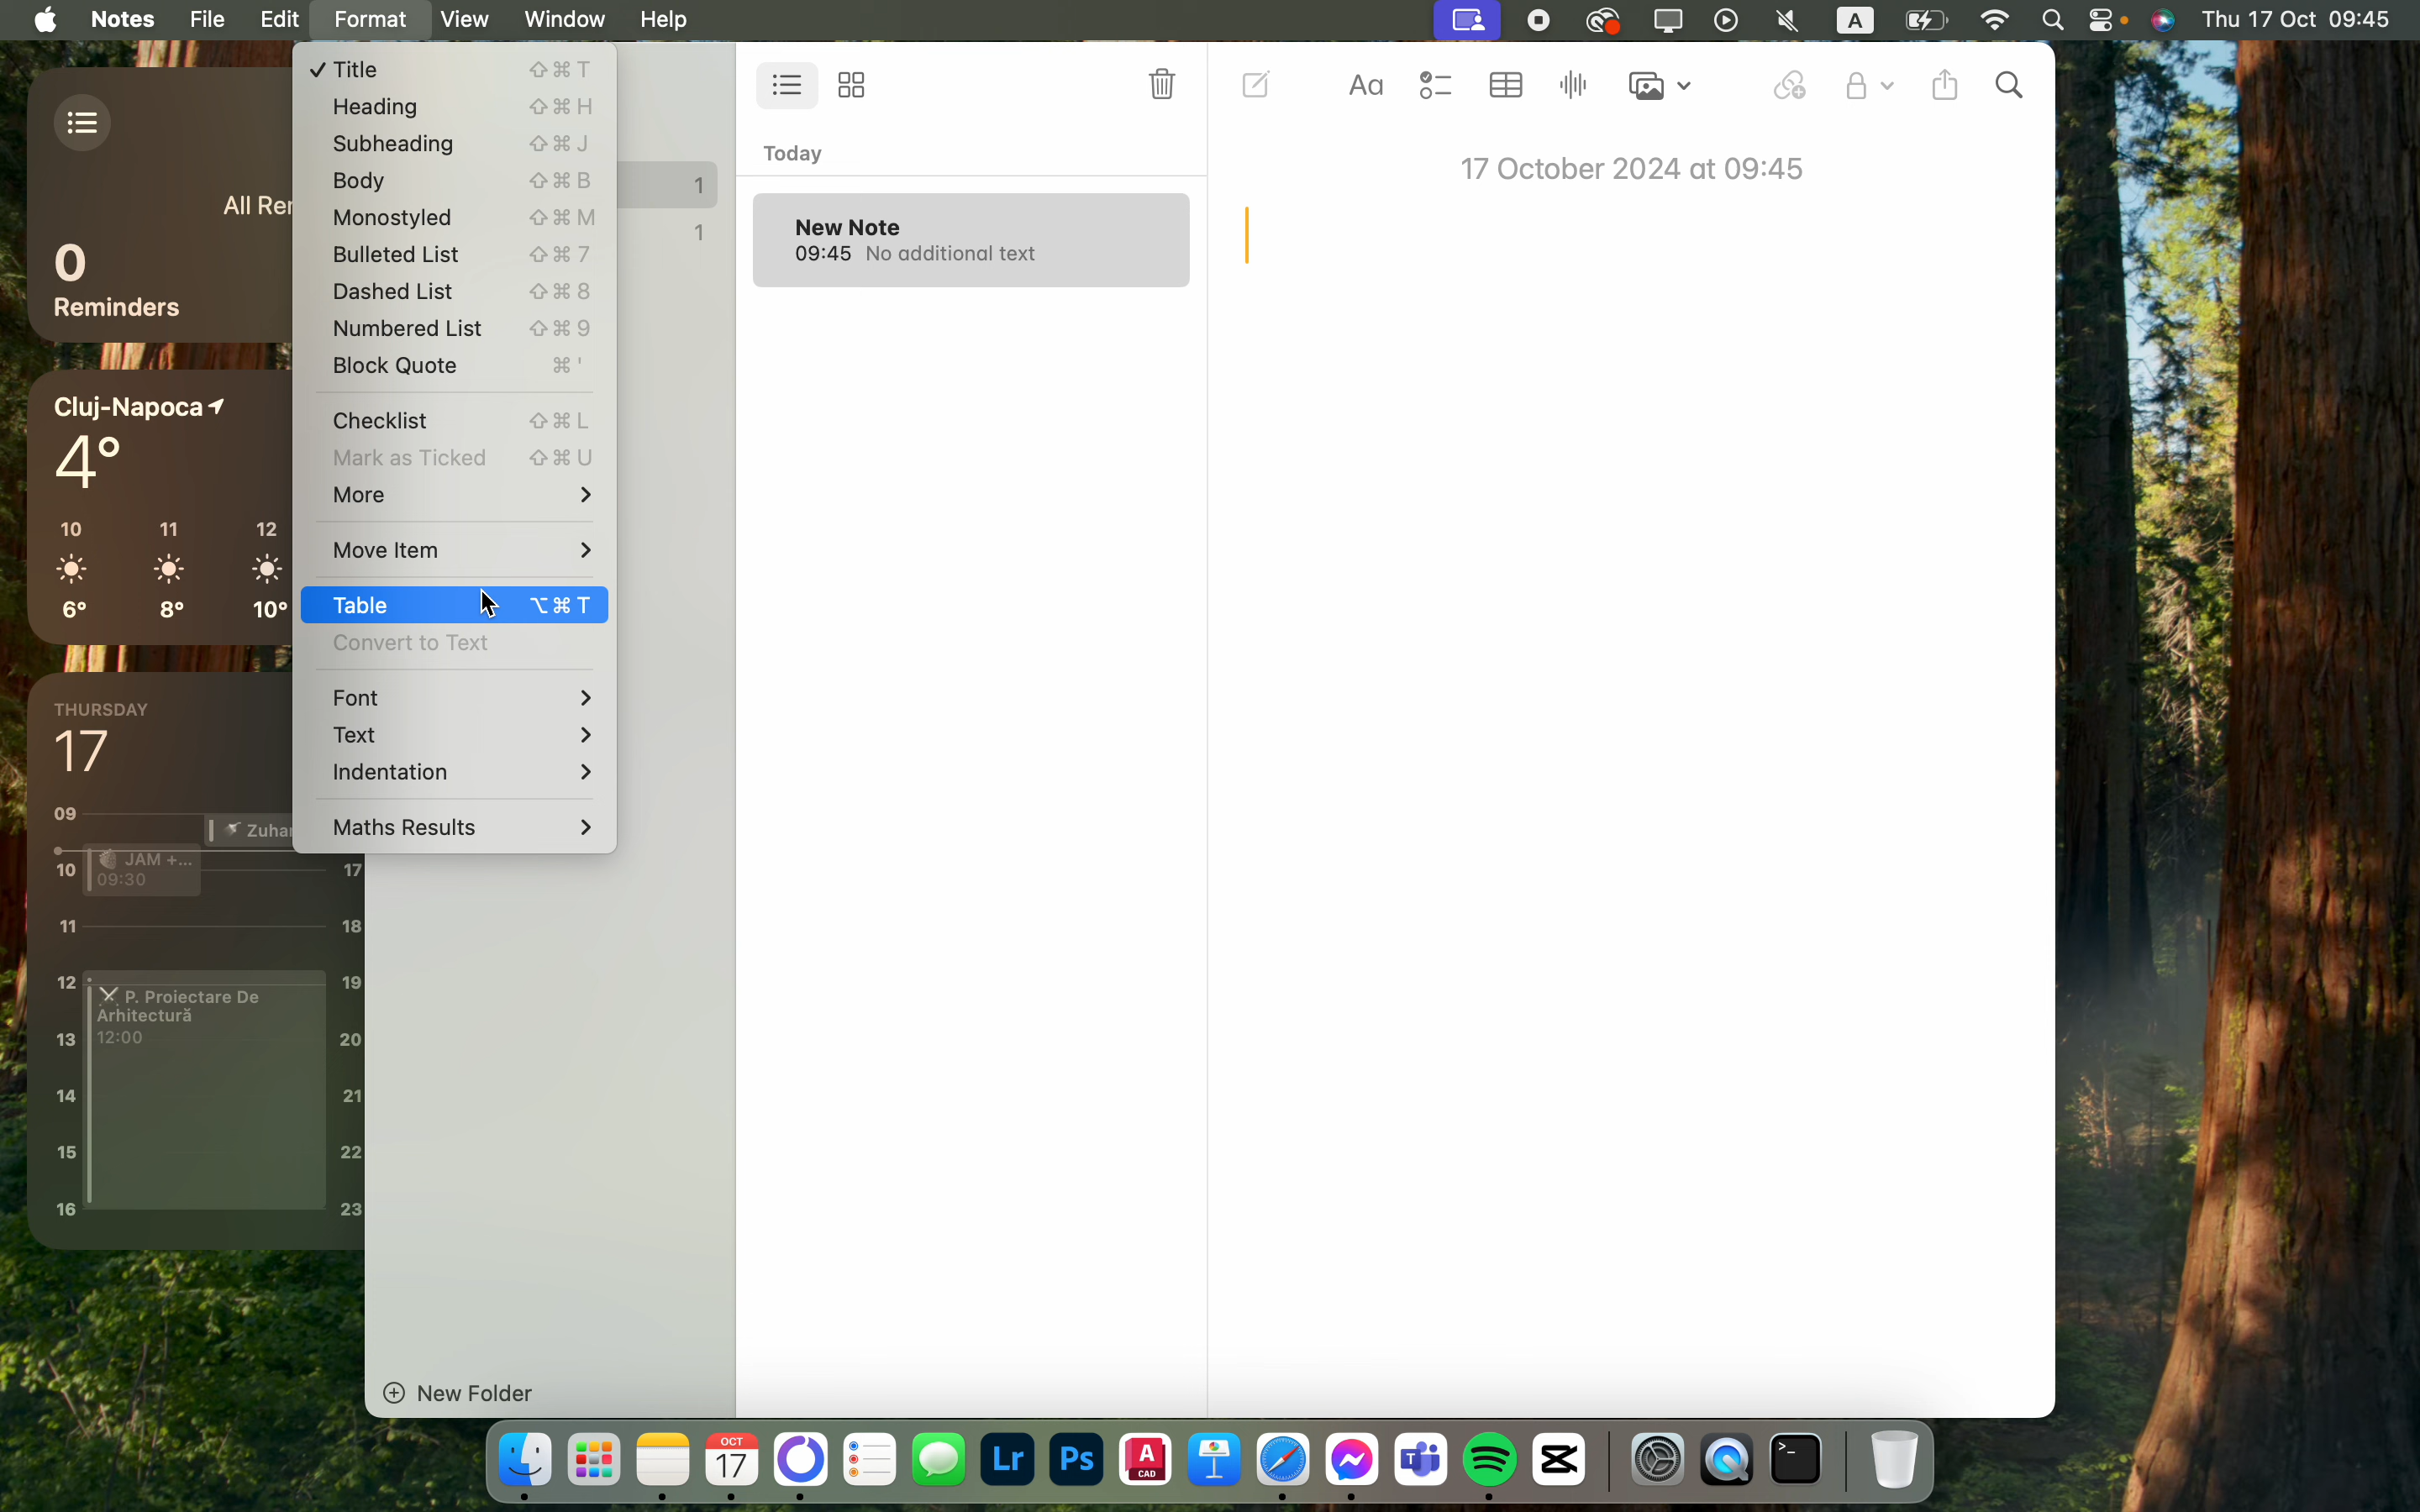 Notes File Edit Format View Window Help
A
Thu 17 Oct 09:45
✓ Title ⇧⌘T
Heading ⇧⌘H
Subheading ⇧⌘J
Body ⇧⌘B
Monostyled ⇧⌘M
Bulleted List ⇧⌘7
Dashed List ⇧⌘8
Numbered List ⇧⌘9
Block Quote ⌘'
Checklist ⇧⌘L
Mark as Ticked ⇧⌘U
More
Move Item
Table ⌥⌘T
Convert to Text
Font
Text
Indentation
Maths Results
All
0
Reminders
Cluj-Napoca
4°
10 11 12
6° 8° 10°
THURSDAY
17
09
10
11
12
13
14
15
16
JAM +...
09:30
P. Proiectare De
Arhitectură
12:00
17
18
19
20
21
22
23
1
1
New Folder
Today
New Note
09:45 No additional text
Aa
17 October 2024 at 09:45
OCT
17
Lr
Ps
A
CAD
T
>_